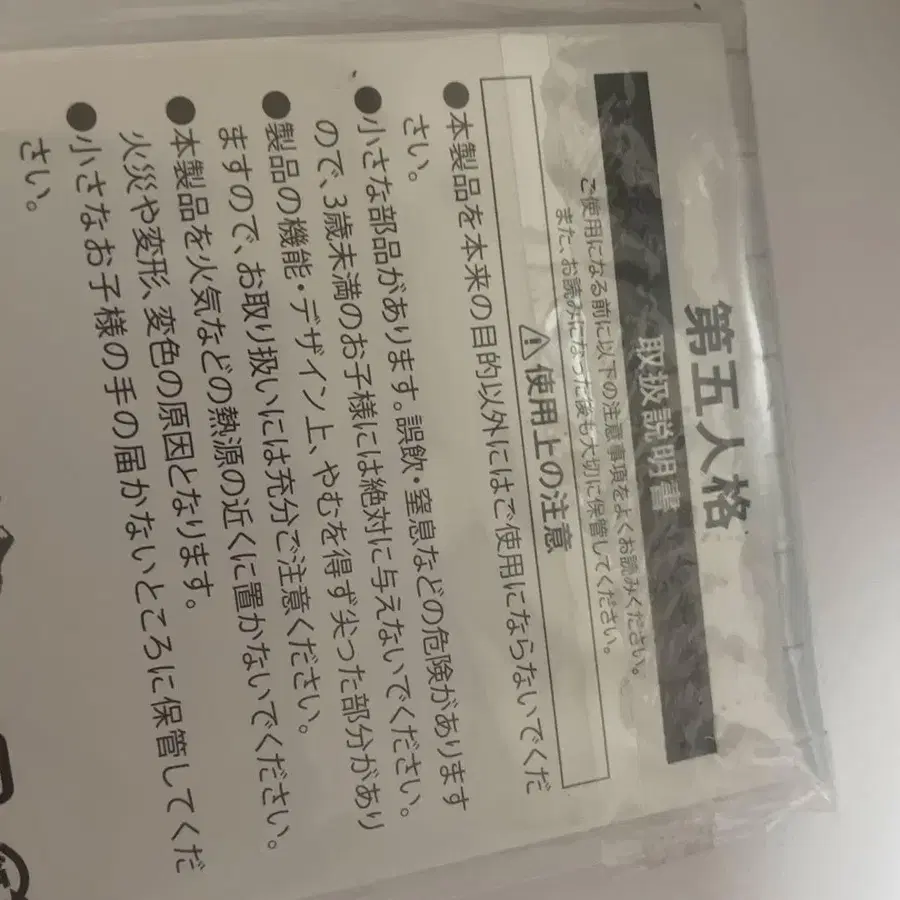 第五人格
取扱説明書
ご使用になる前に以下の注意事項をよくお読みください。
また、お読みになった後も大切に保管してください。
⚠使用上の注意
●本製品を本来の目的以外にはご使用にならないでくだ
さい。
●小さな部品があります。誤飲・窒息などの危険があります
ので、3歳未満のお子様には絶対に与えないでください。
●製品の機能・デザイン上、やむを得ず尖った部分があり
ますので、お取り扱いには充分ご注意ください。
●本製品を火気などの熱源の近くに置かないでください。
火災や変形、変色の原因となります。
●小さなお子様の手の届かないところに保管してくだ
さい。